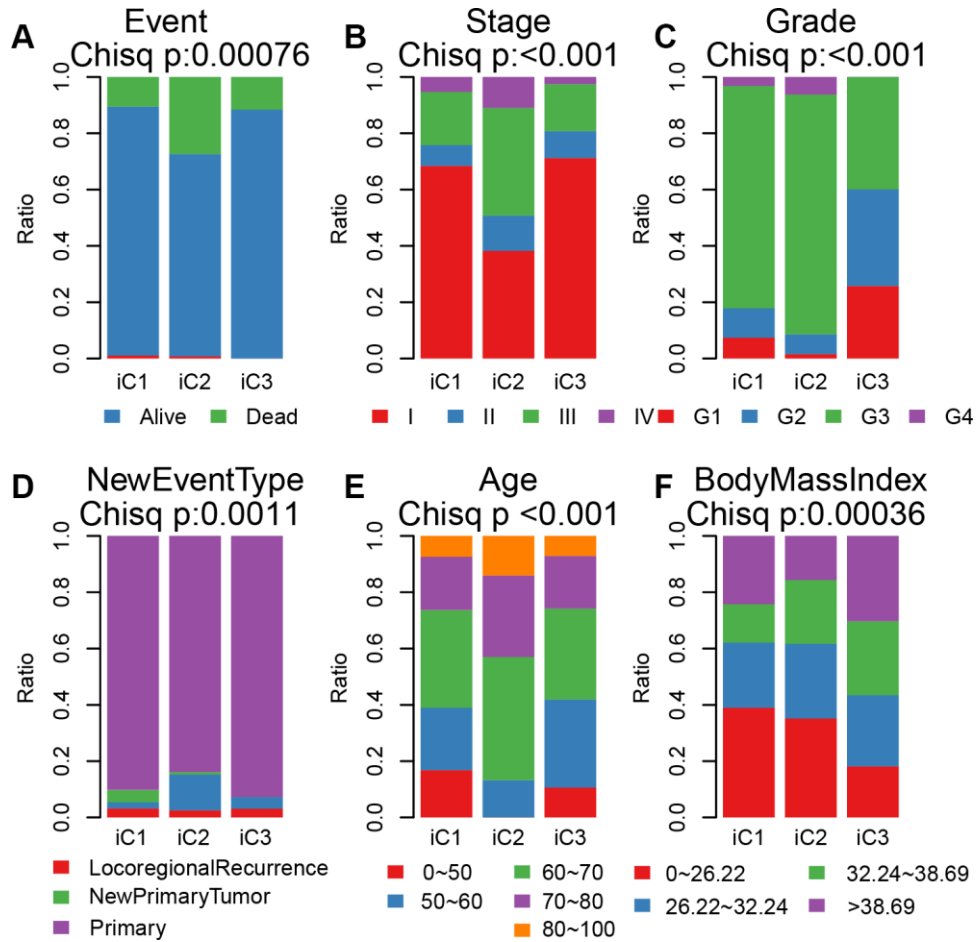 A Event
Chisq p:0.00076
B Stage
Chisq p:<0.001
C Grade
Chisq p:<0.001
Ratio
0.0 0.2 0.4 0.6 0.8 1.0
iC1 iC2 iC3
Alive Dead
Ratio
0.0 0.2 0.4 0.6 0.8 1.0
iC1 iC2 iC3
I II III IV
Ratio
0.0 0.2 0.4 0.6 0.8 1.0
iC1 iC2 iC3
G1 G2 G3 G4
D NewEventType
Chisq p:0.0011
E Age
Chisq p <0.001
F BodyMassIndex
Chisq p:0.00036
Ratio
0.0 0.2 0.4 0.6 0.8 1.0
iC1 iC2 iC3
LocoregionalRecurrence
NewPrimaryTumor
Primary
Ratio
0.0 0.2 0.4 0.6 0.8 1.0
iC1 iC2 iC3
0~50 60~70
50~60 70~80
80~100
Ratio
0.0 0.2 0.4 0.6 0.8 1.0
iC1 iC2 iC3
0~26.22 32.24~38.69
26.22~32.24 >38.69